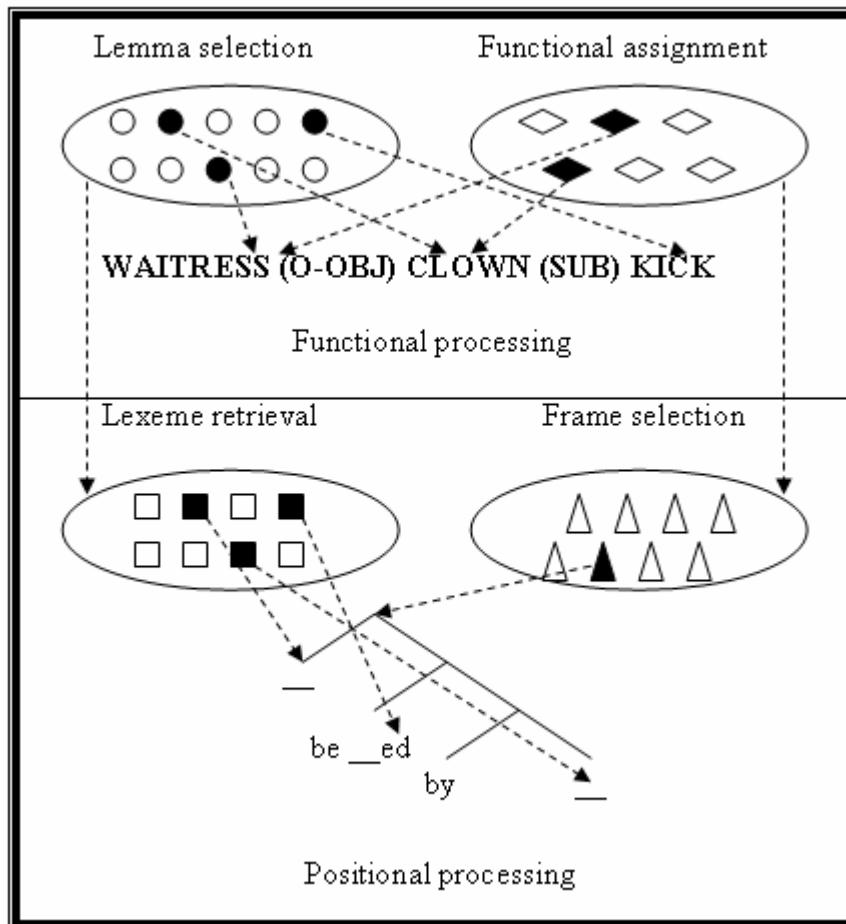 Lemma selection Functional assignment
WAITRESS (O-OBJ) CLOWN (SUB) KICK
Functional processing
Lexeme retrieval Frame selection
__
be __ed
by __
Positional processing